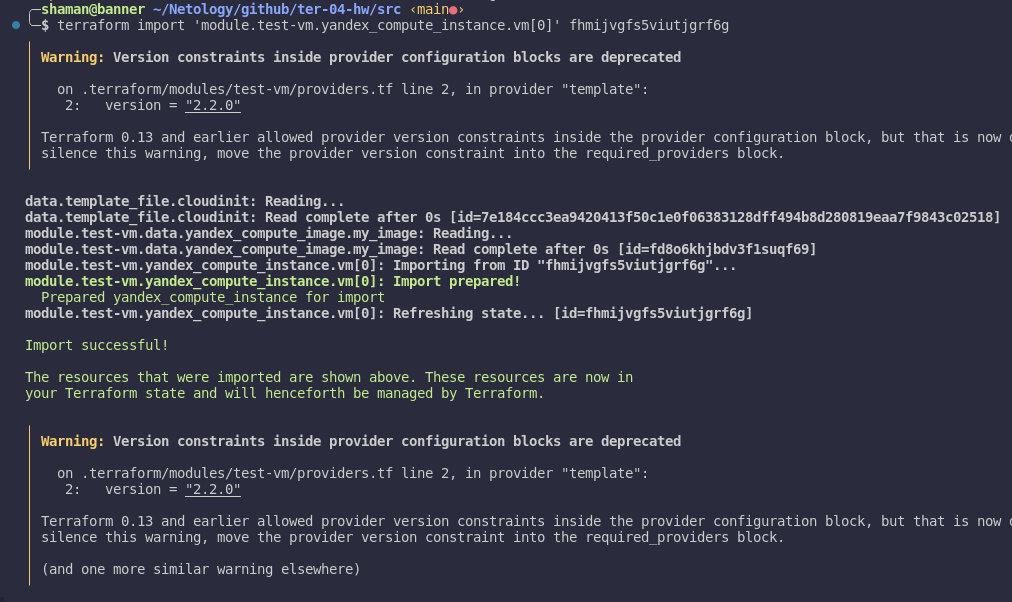 shaman@banner ~/Netology/github/ter-04-hw/src ‹main●›
$ terraform import 'module.test-vm.yandex_compute_instance.vm[0]' fhmijvgfs5viutjgrf6g
Warning: Version constraints inside provider configuration blocks are deprecated
on .terraform/modules/test-vm/providers.tf line 2, in provider "template":
2: version = "2.2.0"
Terraform 0.13 and earlier allowed provider version constraints inside the provider configuration block, but that is now
silence this warning, move the provider version constraint into the required_providers block.
data.template_file.cloudinit: Reading...
data.template_file.cloudinit: Read complete after 0s [id=7e184ccc3ea9420413f50c1e0f06383128dff494b8d280819eaa7f9843c02518]
module.test-vm.data.yandex_compute_image.my_image: Reading...
module.test-vm.data.yandex_compute_image.my_image: Read complete after 0s [id=fd8o6khjbdv3f1suqf69]
module.test-vm.yandex_compute_instance.vm[0]: Importing from ID "fhmijvgfs5viutjgrf6g"...
module.test-vm.yandex_compute_instance.vm[0]: Import prepared!
Prepared yandex_compute_instance for import
module.test-vm.yandex_compute_instance.vm[0]: Refreshing state... [id=fhmijvgfs5viutjgrf6g]
Import successful!
The resources that were imported are shown above. These resources are now in
your Terraform state and will henceforth be managed by Terraform.
Warning: Version constraints inside provider configuration blocks are deprecated
on .terraform/modules/test-vm/providers.tf line 2, in provider "template":
2: version = "2.2.0"
Terraform 0.13 and earlier allowed provider version constraints inside the provider configuration block, but that is now
silence this warning, move the provider version constraint into the required_providers block.
(and one more similar warning elsewhere)